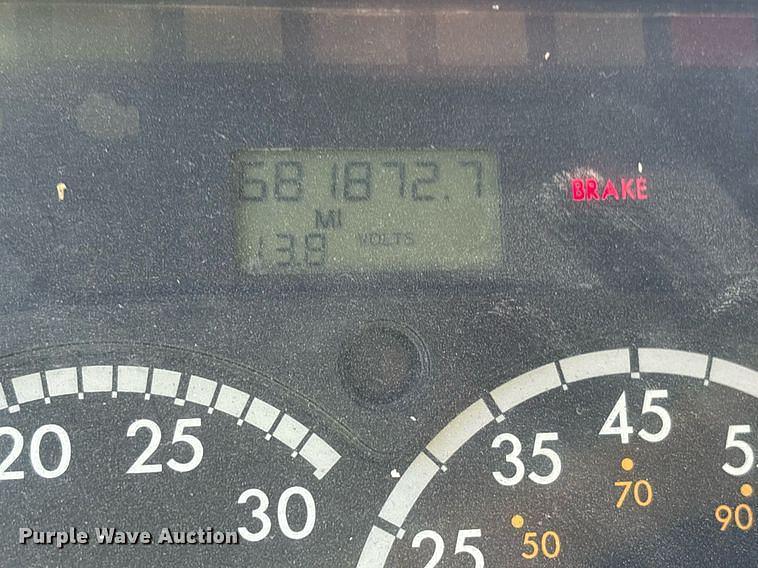 681872.7
MI
13.8 VOLTS
BRAKE
20 25 30
25 35 45
50 70 90
Purple Wave Auction